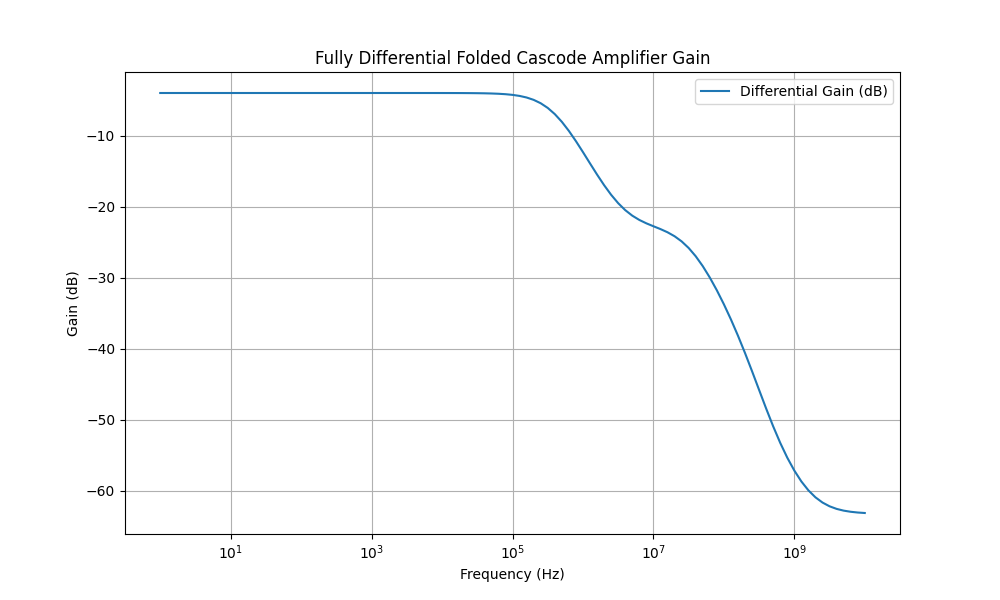 Fully Differential Folded Cascode Amplifier Gain
Differential Gain (dB)
−10
−20
−30
−40
−50
−60
Gain (dB)
10¹
10³
10⁵
10⁷
10⁹
Frequency (Hz)